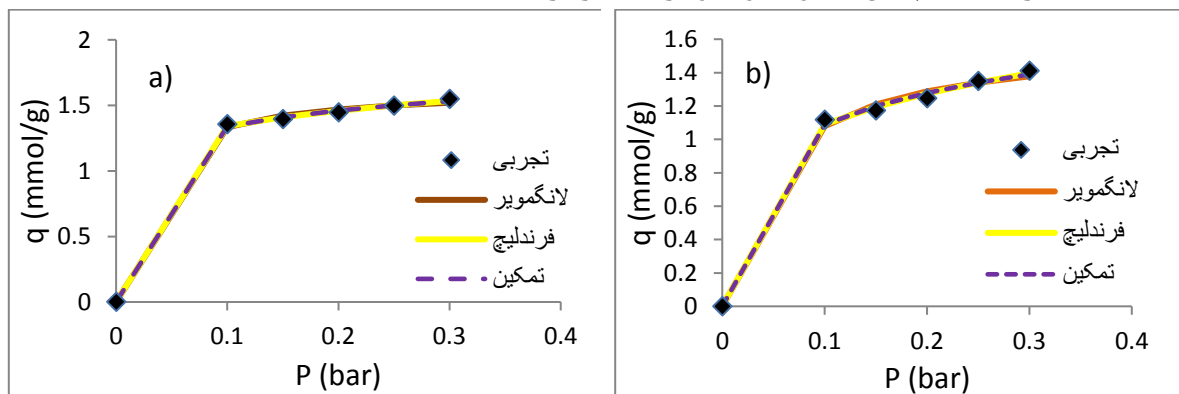 a)
q (mmol/g)
2
1.5
1
0.5
0
0
0.1
0.2
0.3
0.4
P (bar)
تجربی
لانگمویر
فرندلیچ
تمکین
b)
q (mmol/g)
1.6
1.4
1.2
1
0.8
0.6
0.4
0.2
0
0
0.1
0.2
0.3
0.4
P (bar)
تجربی
لانگمویر
فرندلیچ
تمکین